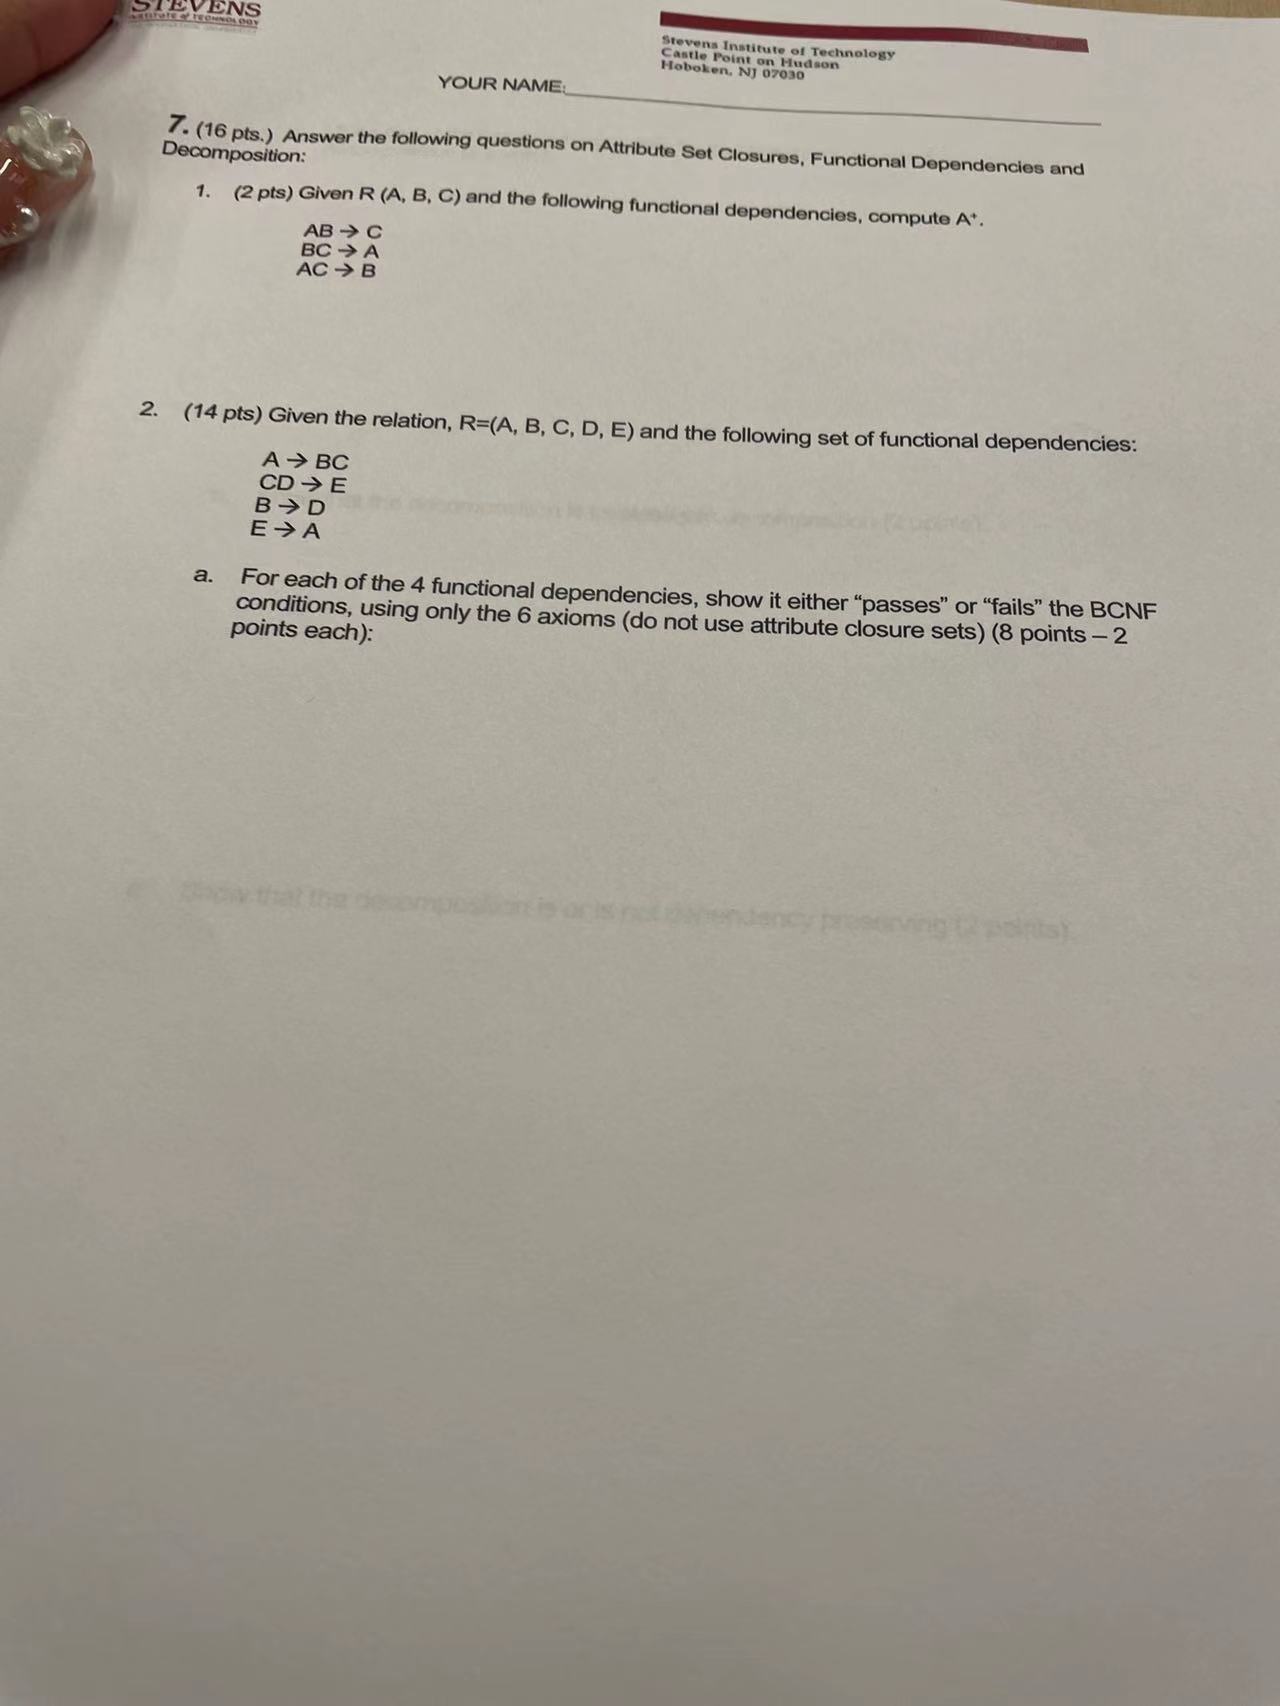 STEVENS
INSTITUTE of TECHNOLOGY
Stevens Institute of Technology
Castle Point on Hudson
Hoboken, NJ 07030
YOUR NAME:
7. (16 pts.) Answer the following questions on Attribute Set Closures, Functional Dependencies and
Decomposition:
1. (2 pts) Given R (A, B, C) and the following functional dependencies, compute A⁺.
AB → C
BC → A
AC → B
2. (14 pts) Given the relation, R=(A, B, C, D, E) and the following set of functional dependencies:
A → BC
CD → E
B → D
E → A
a. For each of the 4 functional dependencies, show it either “passes” or “fails” the BCNF
conditions, using only the 6 axioms (do not use attribute closure sets) (8 points – 2
points each):
Show that the decomposition is or is not dependency preserving (2 points).